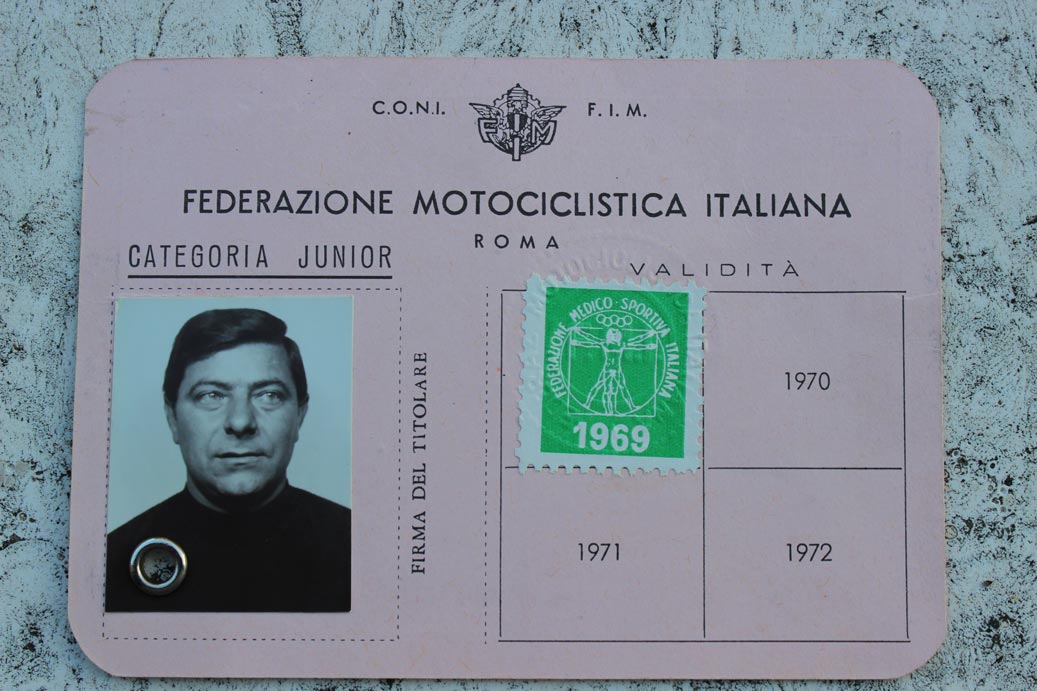 C.O.N.I. FIM F. I. M.
FEDERAZIONE MOTOCICLISTICA ITALIANA
ROMA
CATEGORIA JUNIOR
VALIDITÀ
FIRMA DEL TITOLARE
FEDERAZIONE MEDICO·SPORTIVA ITALIANA
1969
1970
1971
1972